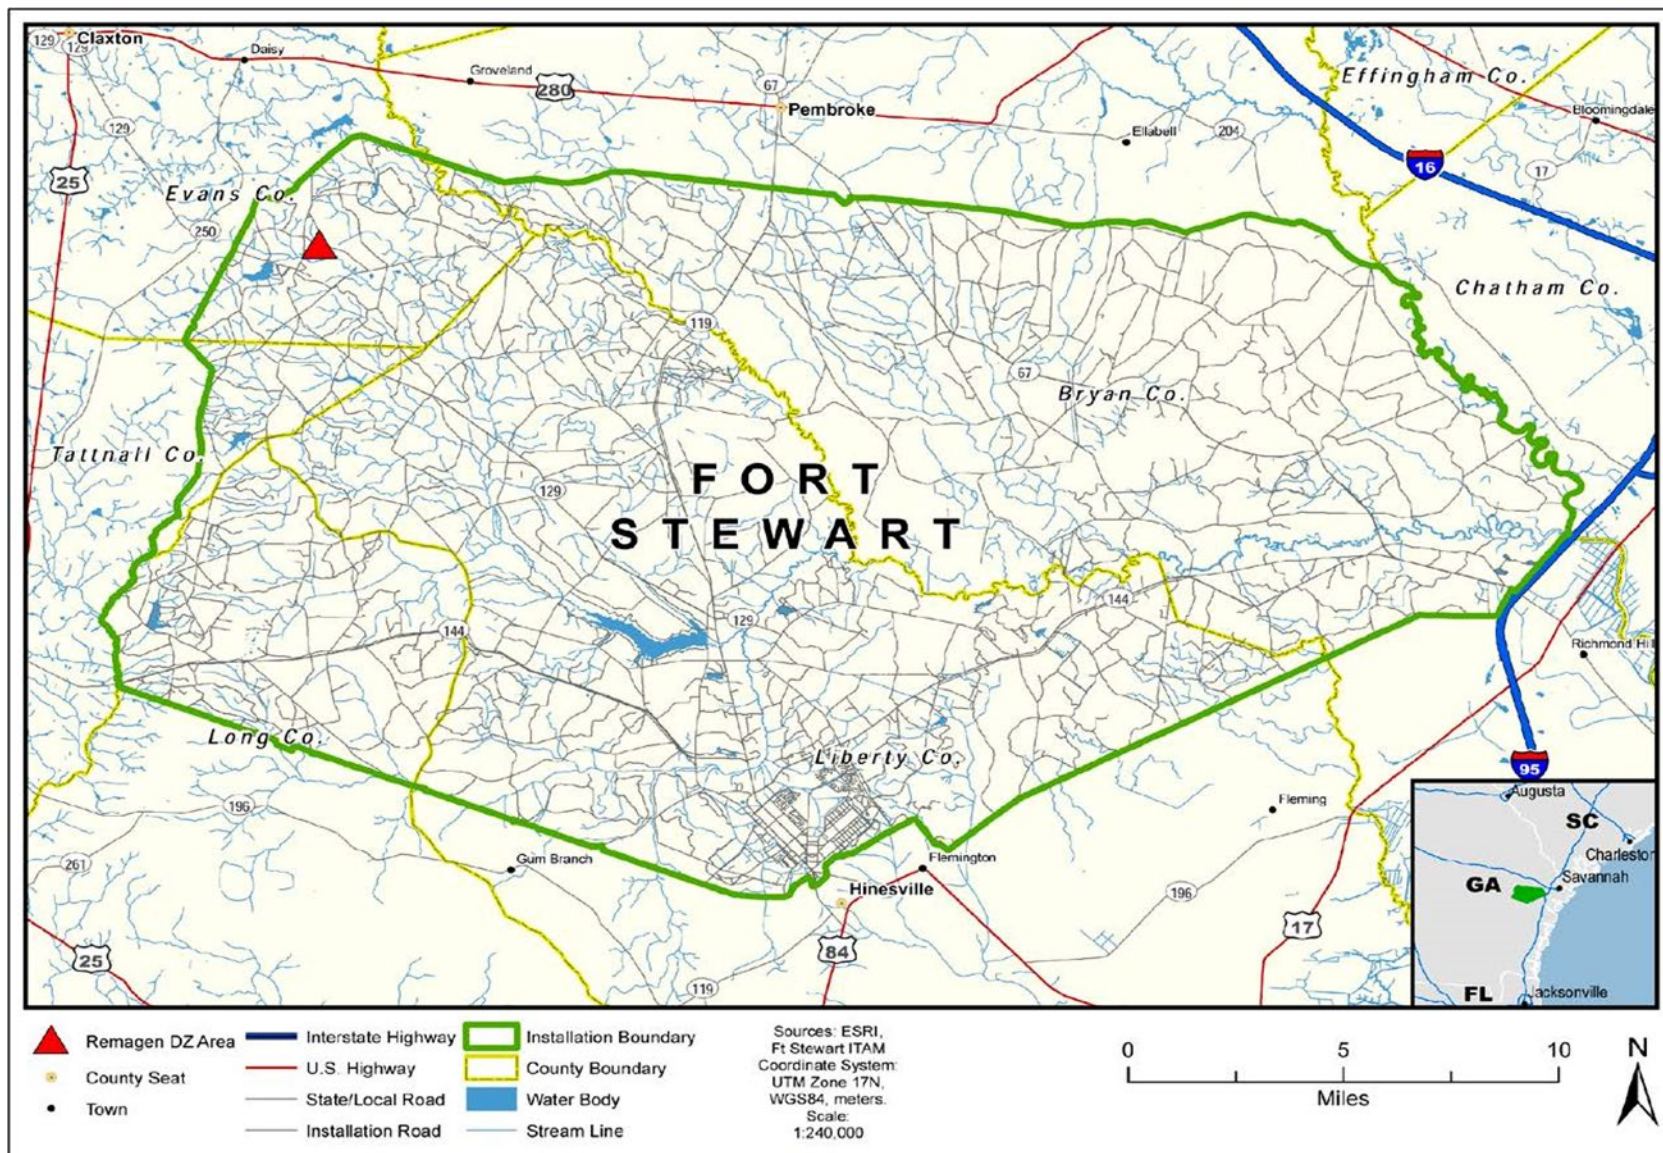 129
Claxton
129
Daisy
Groveland
280
67
Pembroke
Effingham Co.
Bloomingdale
129
Ellabell
204
16
17
25
Evans Co.
250
Chatham Co.
119
67
Bryan Co.
Tattnall Co.
FORT
STEWART
129
144
129
144
Richmond Hill
Long Co.
Liberty Co.
95
196
Fleming
261
Gum Branch
Flemington
Hinesville
196
25
84
17
119
Augusta
SC
Charleston
GA
Savannah
FL
Jacksonville
Remagen DZ Area
County Seat
Town
Interstate Highway
U.S. Highway
State/Local Road
Installation Road
Installation Boundary
County Boundary
Water Body
Stream Line
Sources: ESRI,
Ft Stewart ITAM
Coordinate System:
UTM Zone 17N,
WGS84, meters.
Scale:
1:240,000
0 5 10
Miles
N